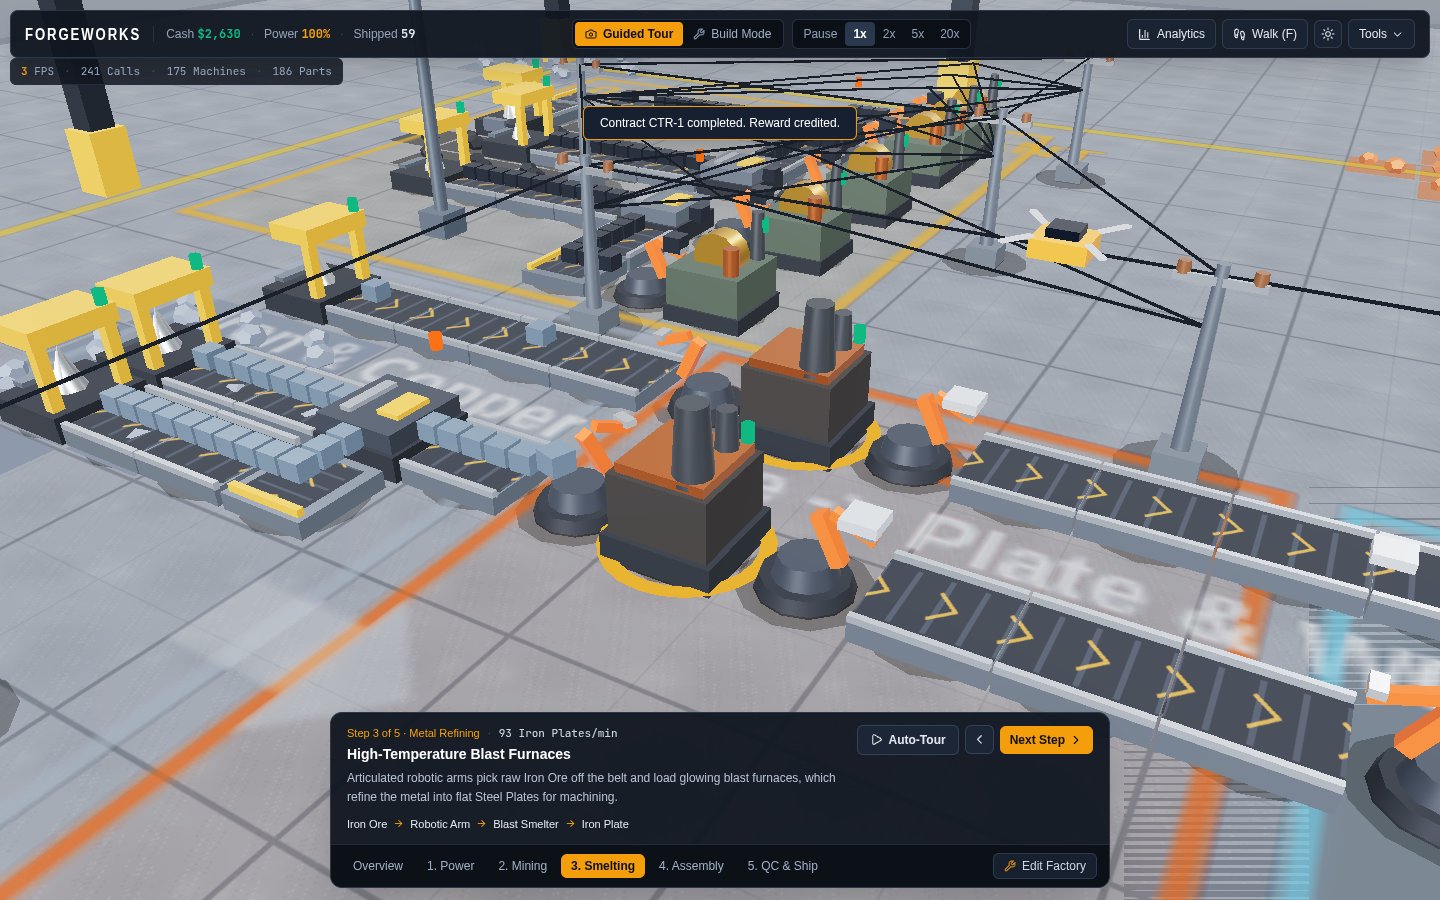 FORGEWORKS
Cash $2,630 · Power 100% · Shipped 59
Guided Tour
Build Mode
Pause 1x 2x 5x 20x
Analytics
Walk (F)
Tools
3 FPS · 241 Calls · 175 Machines · 186 Parts
Contract CTR-1 completed. Reward credited.
Copper
Plate &
Step 3 of 5 · Metal Refining · 93 Iron Plates/min
High-Temperature Blast Furnaces
Auto-Tour
Next Step
Articulated robotic arms pick raw Iron Ore off the belt and load glowing blast furnaces, which
refine the metal into flat Steel Plates for machining.
Iron Ore → Robotic Arm → Blast Smelter → Iron Plate
Overview 1. Power 2. Mining 3. Smelting 4. Assembly 5. QC & Ship
Edit Factory